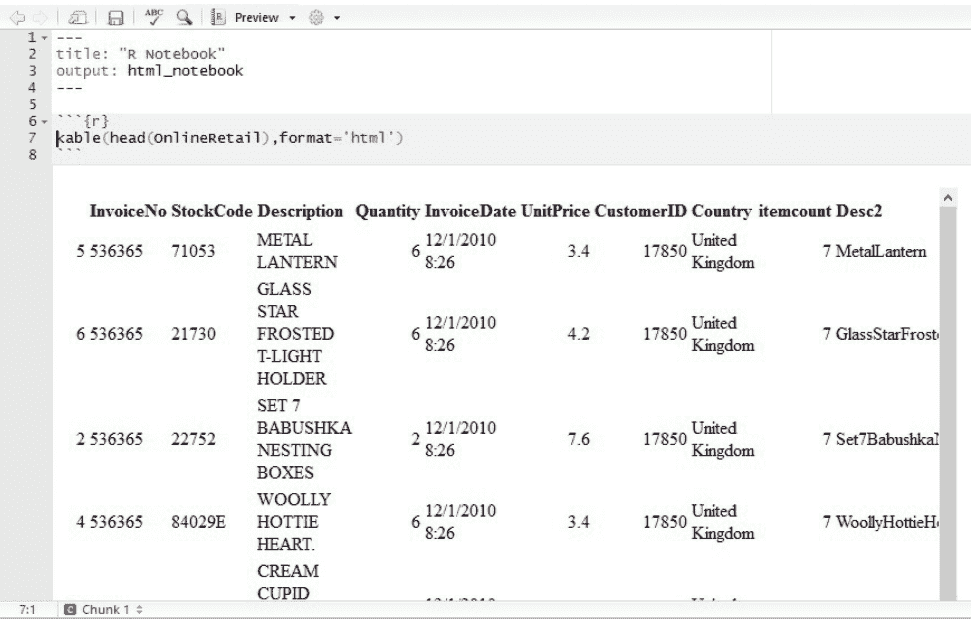 ABC
R Preview
1 ---
2 title: "R Notebook"
3 output: html_notebook
4 ---
5
6 ```{r}
7 kable(head(OnlineRetail),format='html')
8 ```
InvoiceNo StockCode Description Quantity InvoiceDate UnitPrice CustomerID Country itemcount Desc2
5 536365 71053 METAL LANTERN 6 12/1/2010 8:26 3.4 17850 United Kingdom 7 MetalLantern
6 536365 21730 GLASS STAR FROSTED T-LIGHT HOLDER 6 12/1/2010 8:26 4.2 17850 United Kingdom 7 GlassStarFroste
2 536365 22752 SET 7 BABUSHKA NESTING BOXES 2 12/1/2010 8:26 7.6 17850 United Kingdom 7 Set7Babushka
4 536365 84029E WOOLLY HOTTIE HEART. 6 12/1/2010 8:26 3.4 17850 United Kingdom 7 WoollyHottieH
CREAM CUPID
7:1 C Chunk 1